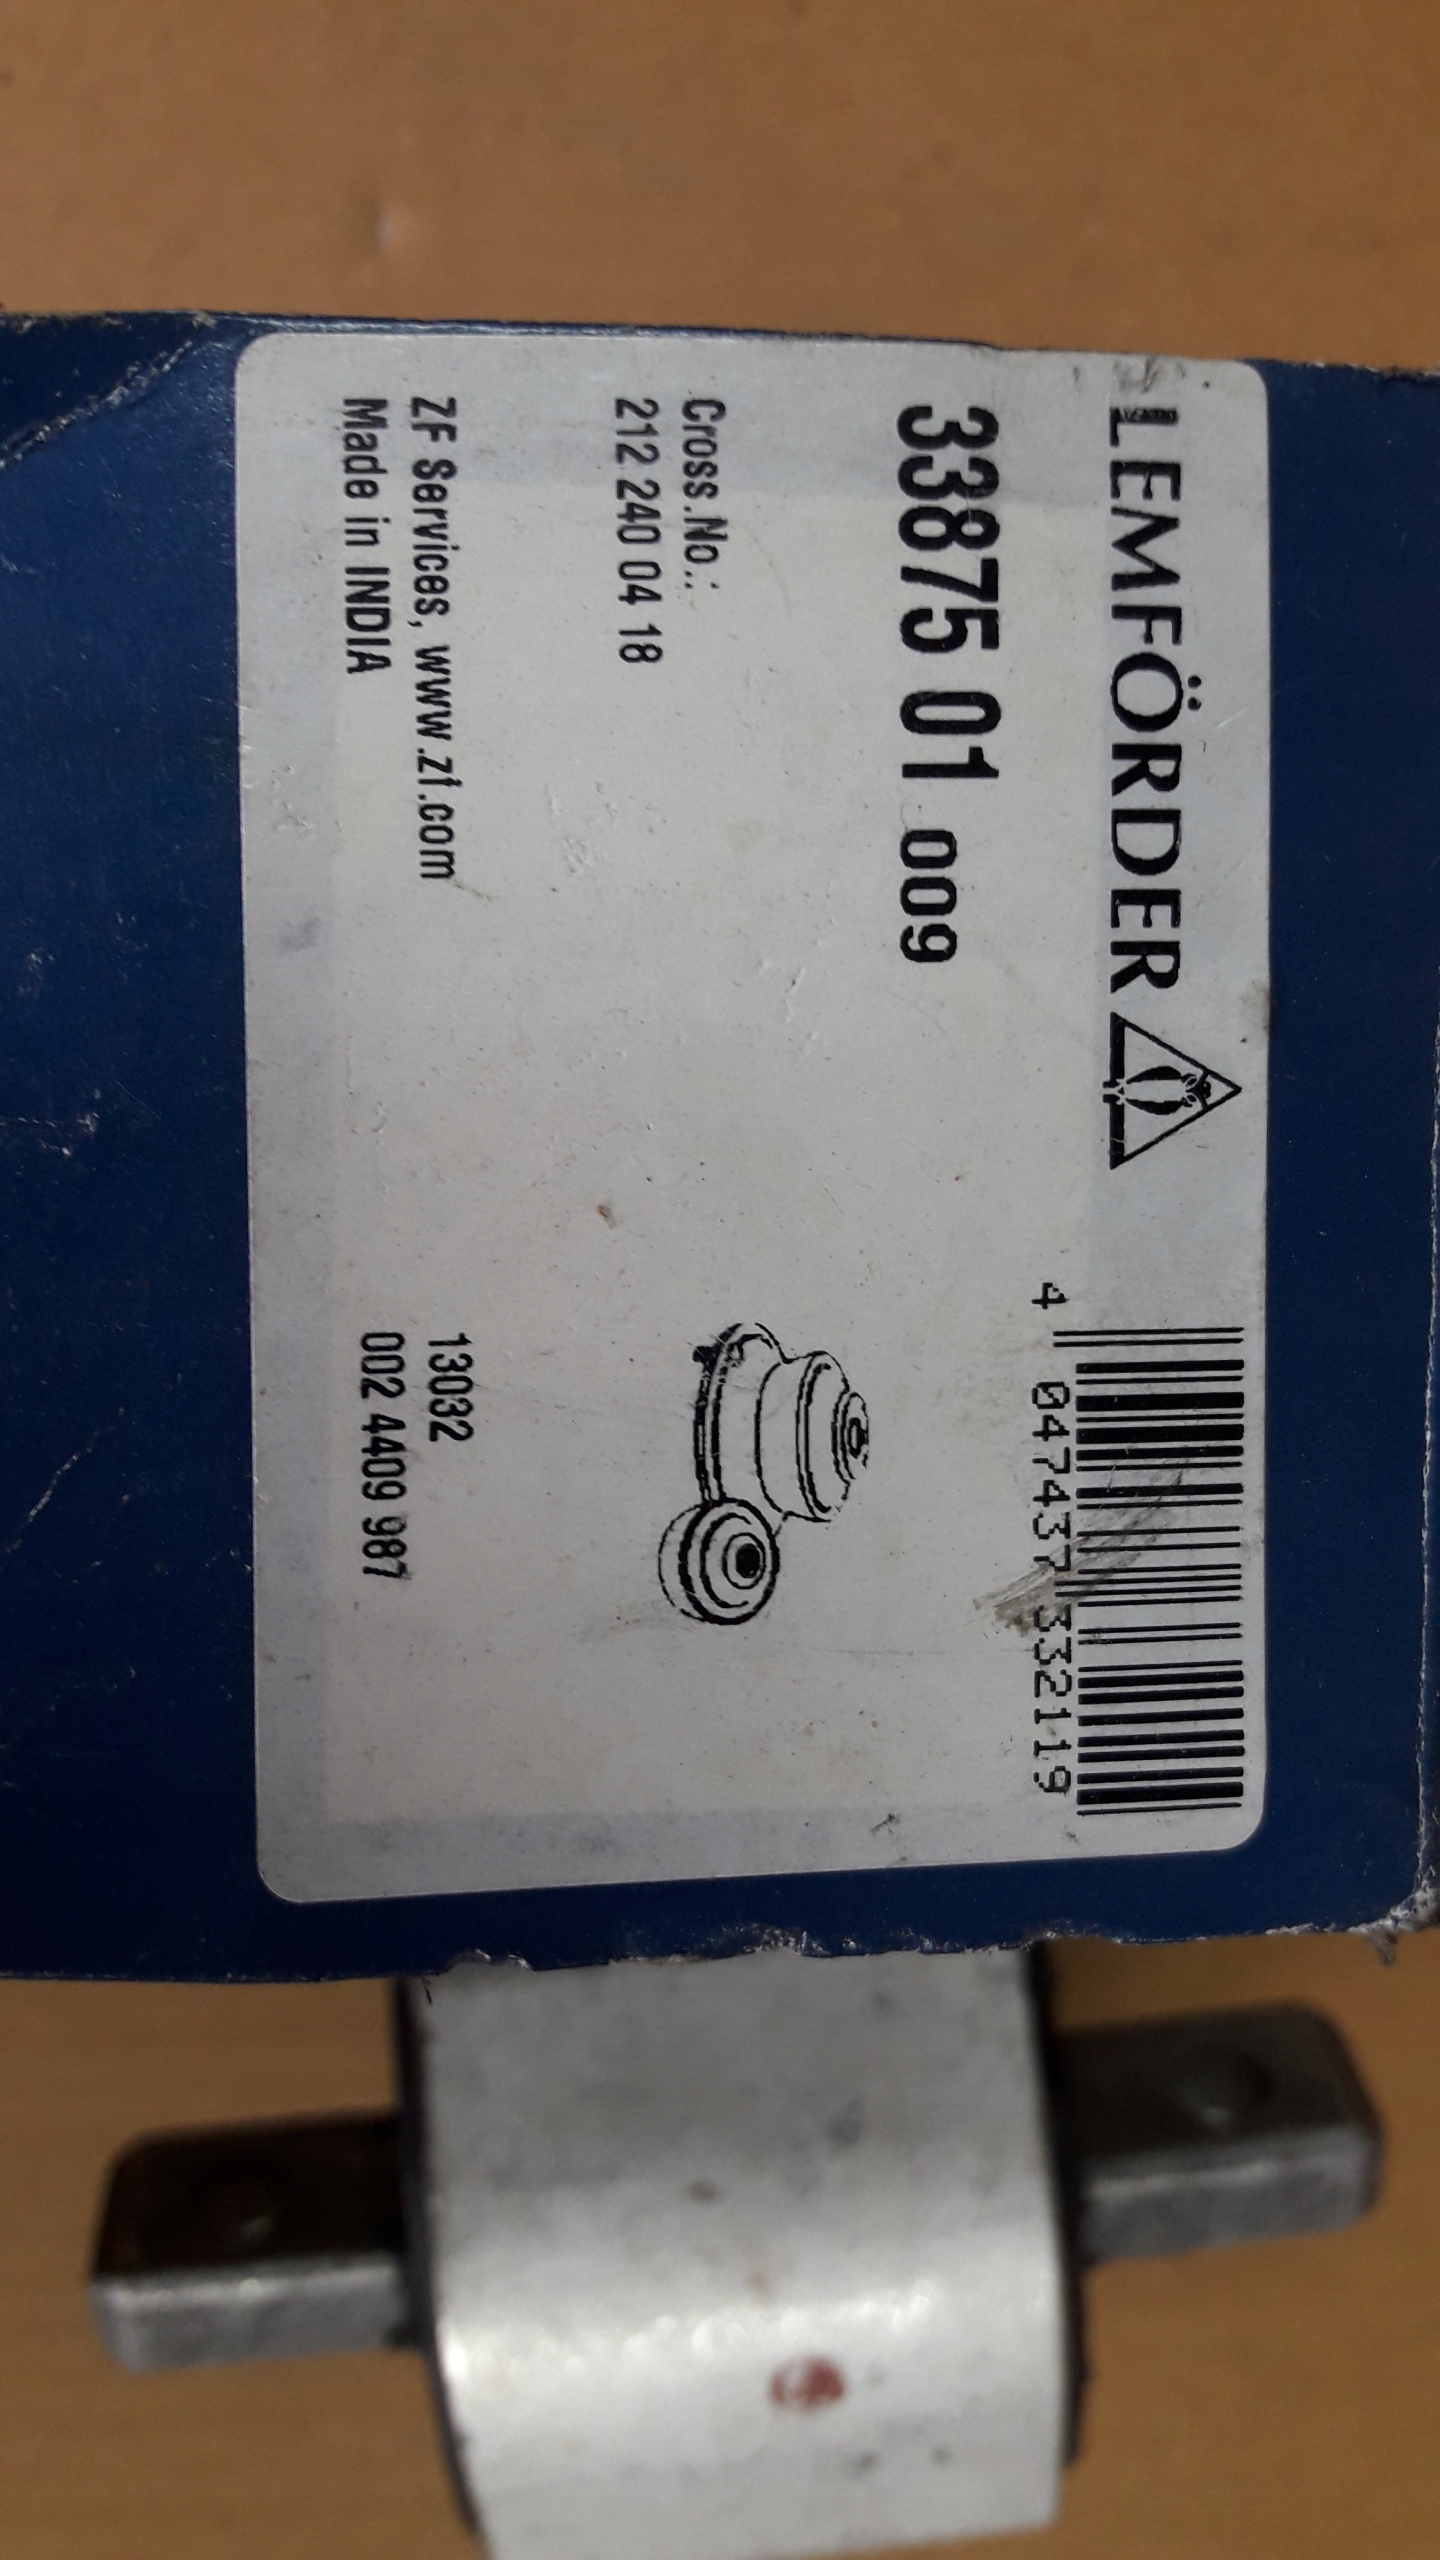 LEMFÖRDER
4 047437 332119
33875 01 009
Cross.No.:
212 240 04 18
ZF Services, www.zf.com
Made in INDIA
13032
002 4409 987